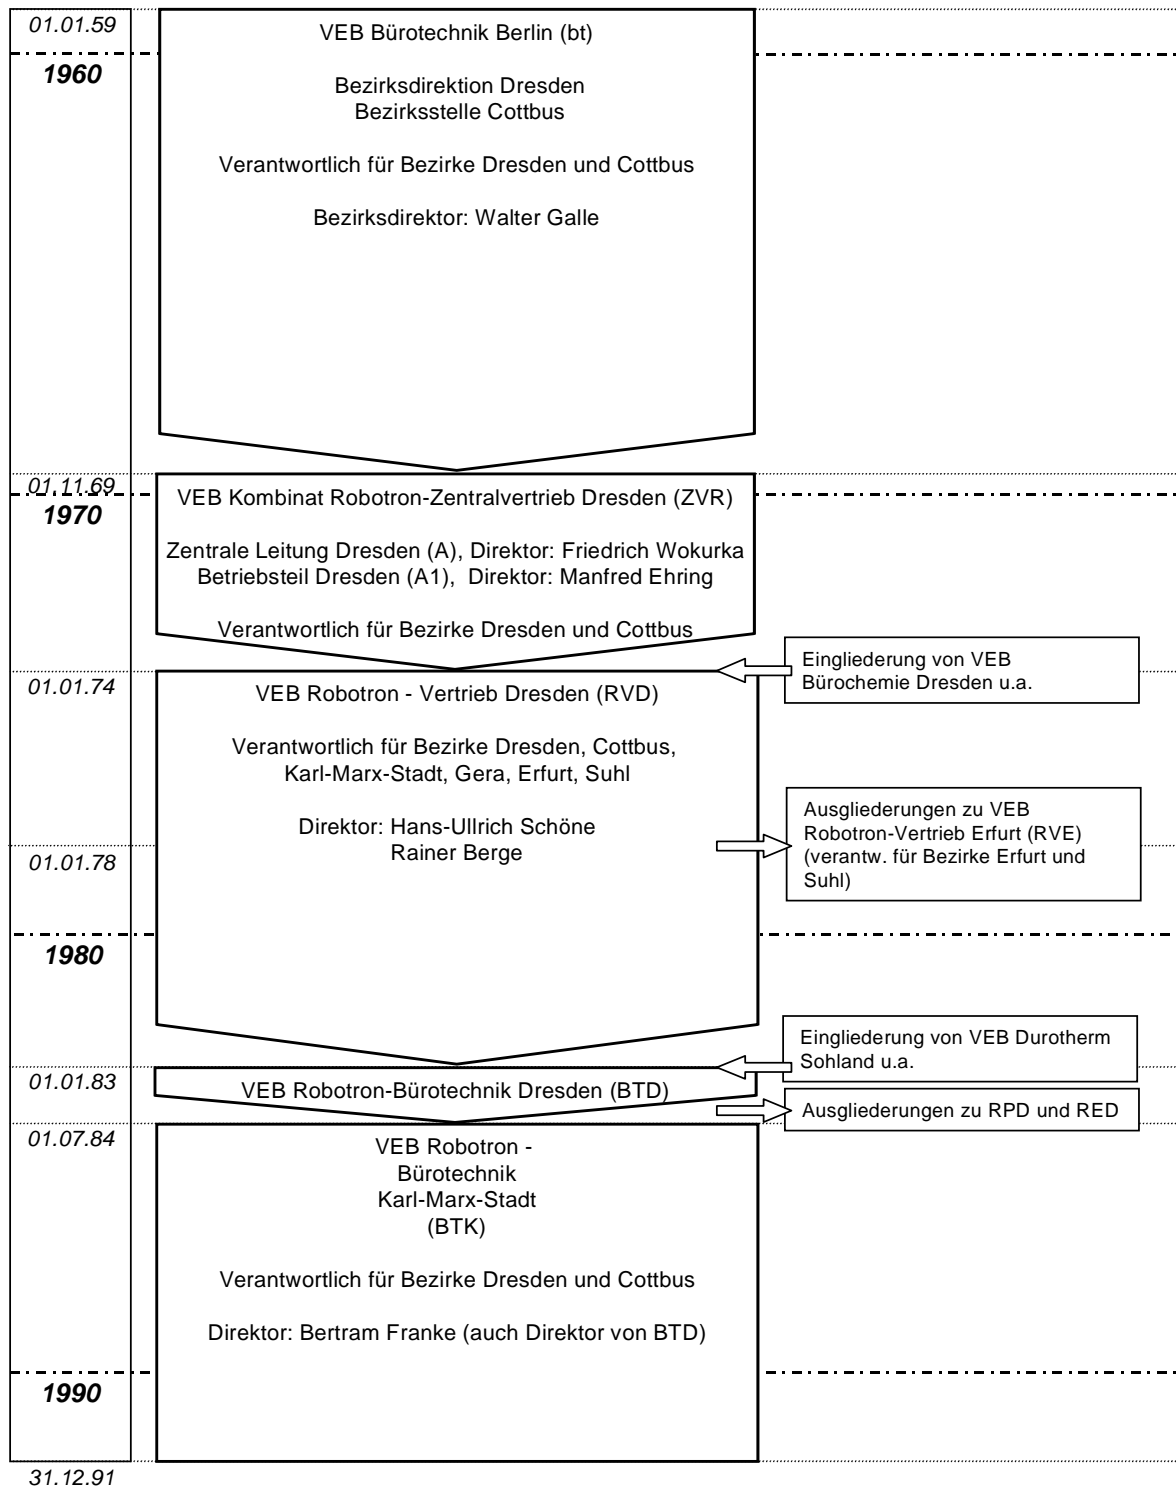 01.01.59
VEB Bürotechnik Berlin (bt)
1960
Bezirksdirektion Dresden
Bezirksstelle Cottbus
Verantwortlich für Bezirke Dresden und Cottbus
Bezirksdirektor: Walter Galle
01.11.69
VEB Kombinat Robotron-Zentralvertrieb Dresden (ZVR)
1970
Zentrale Leitung Dresden (A), Direktor: Friedrich Wokurka
Betriebsteil Dresden (A1), Direktor: Manfred Ehring
Verantwortlich für Bezirke Dresden und Cottbus
Eingliederung von VEB
Bürochemie Dresden u.a.
01.01.74
VEB Robotron - Vertrieb Dresden (RVD)
Verantwortlich für Bezirke Dresden, Cottbus,
Karl-Marx-Stadt, Gera, Erfurt, Suhl
Direktor: Hans-Ullrich Schöne
Rainer Berge
Ausgliederungen zu VEB
Robotron-Vertrieb Erfurt (RVE)
(verantw. für Bezirke Erfurt und
Suhl)
01.01.78
1980
Eingliederung von VEB Durotherm
Sohland u.a.
01.01.83
VEB Robotron-Bürotechnik Dresden (BTD)
Ausgliederungen zu RPD und RED
01.07.84
VEB Robotron -
Bürotechnik
Karl-Marx-Stadt
(BTK)
Verantwortlich für Bezirke Dresden und Cottbus
Direktor: Bertram Franke (auch Direktor von BTD)
1990
31.12.91